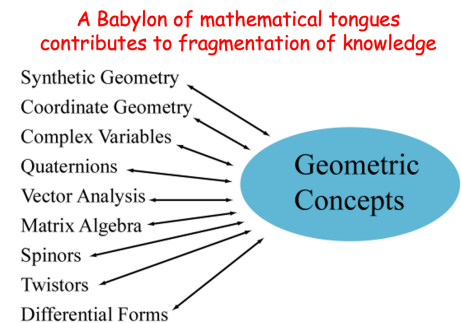 A Babylon of mathematical tongues
contributes to fragmentation of knowledge
Synthetic Geometry
Coordinate Geometry
Complex Variables
Quaternions
Vector Analysis
Matrix Algebra
Spinors
Twistors
Differential Forms
Geometric
Concepts